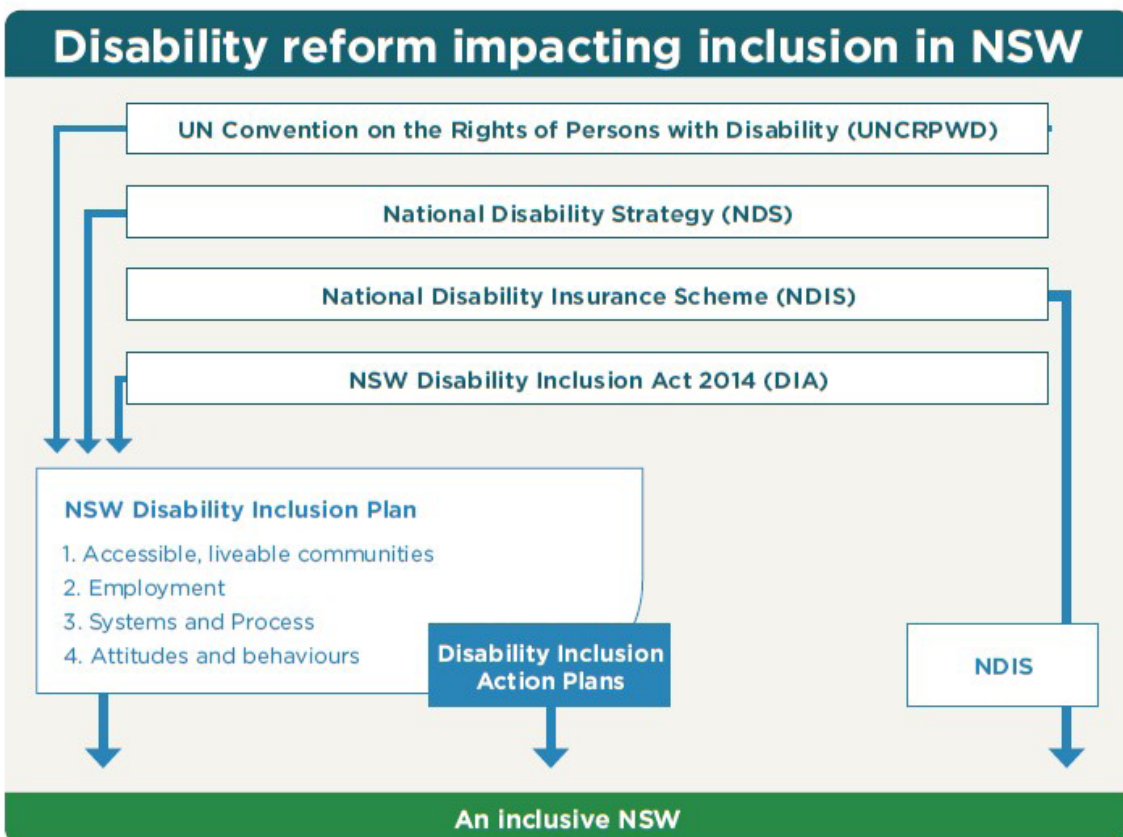 Disability reform impacting inclusion in NSW
UN Convention on the Rights of Persons with Disability (UNCRPWD)
National Disability Strategy (NDS)
National Disability Insurance Scheme (NDIS)
NSW Disability Inclusion Act 2014 (DIA)
NSW Disability Inclusion Plan
1. Accessible, liveable communities
2. Employment
3. Systems and Process
4. Attitudes and behaviours
Disability Inclusion
Action Plans
NDIS
An inclusive NSW